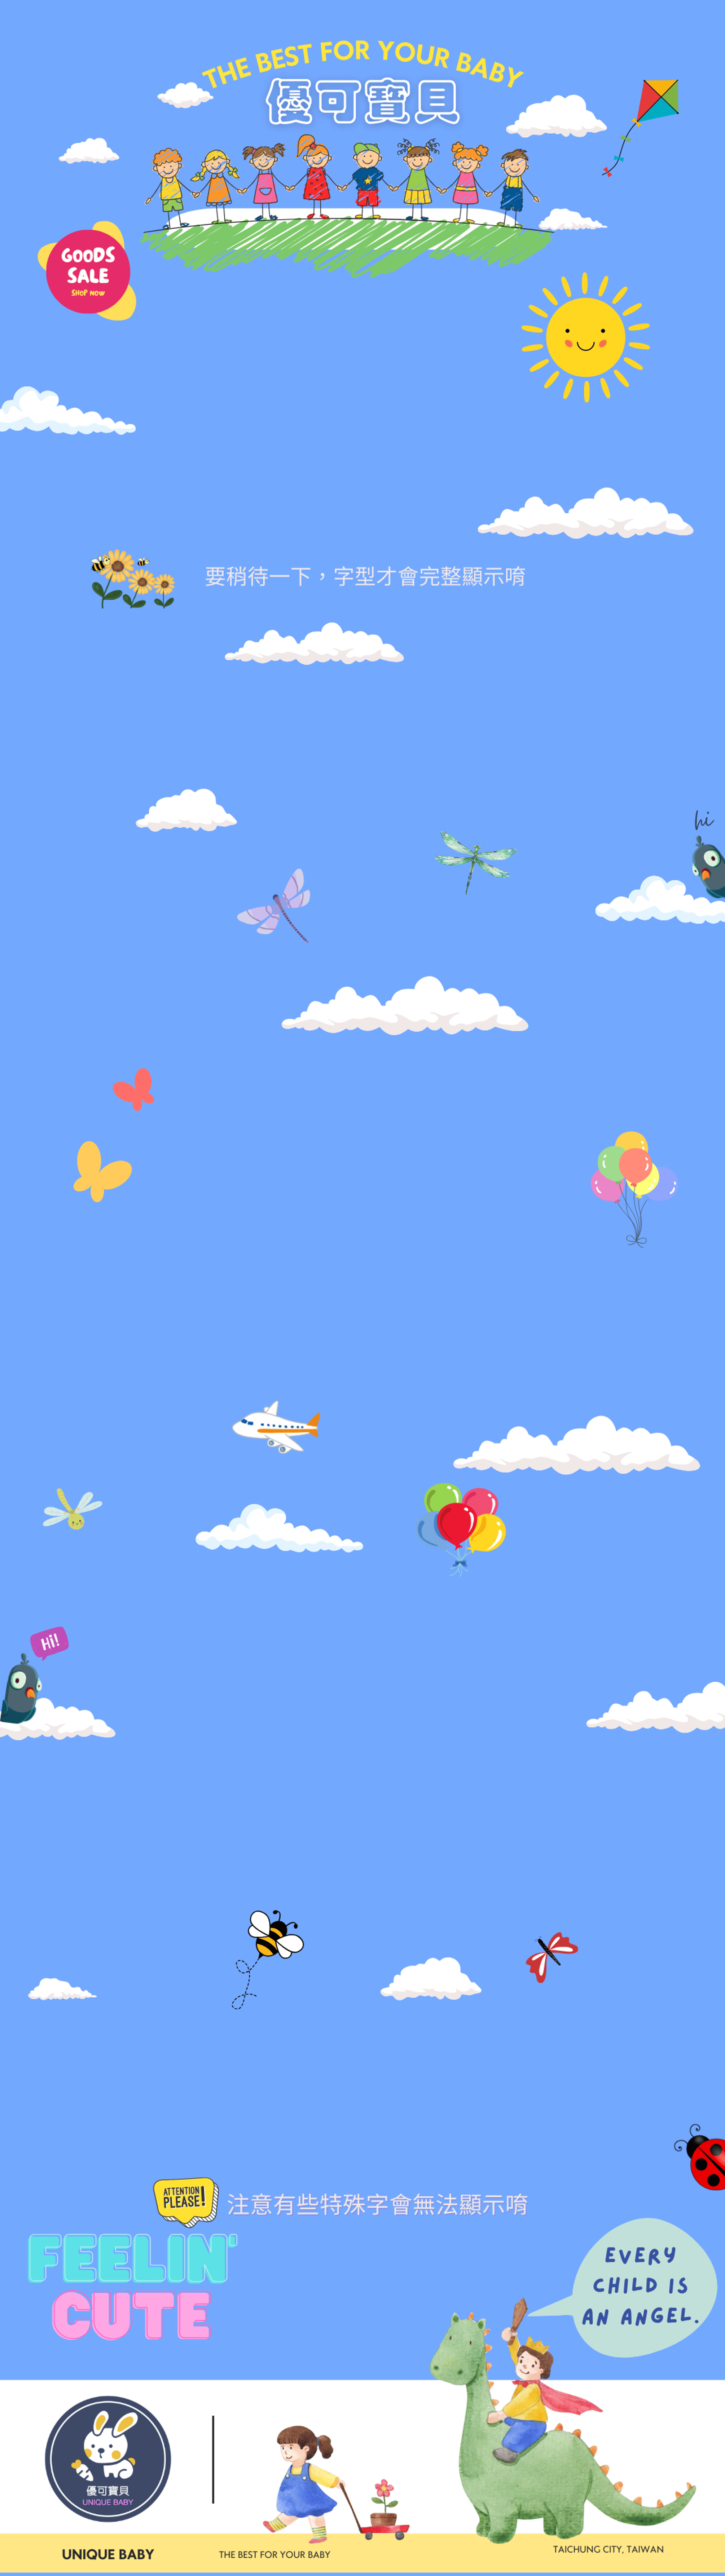 THE BEST FOR YOUR BABY
優可寶貝
GOODS
SALE
SHOP NOW
要稍待一下，字型才會完整顯示唷
hi
Hi!
ATTENTION
PLEASE!
注意有些特殊字會無法顯示唷
FEELIN'
CUTE
EVERY
CHILD IS
AN ANGEL.
優可寶貝
UNIQUE BABY
UNIQUE BABY
THE BEST FOR YOUR BABY
TAICHUNG CITY, TAIWAN